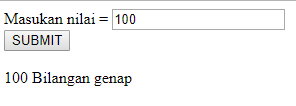 Masukan nilai = 100
SUBMIT
100 Bilangan genap